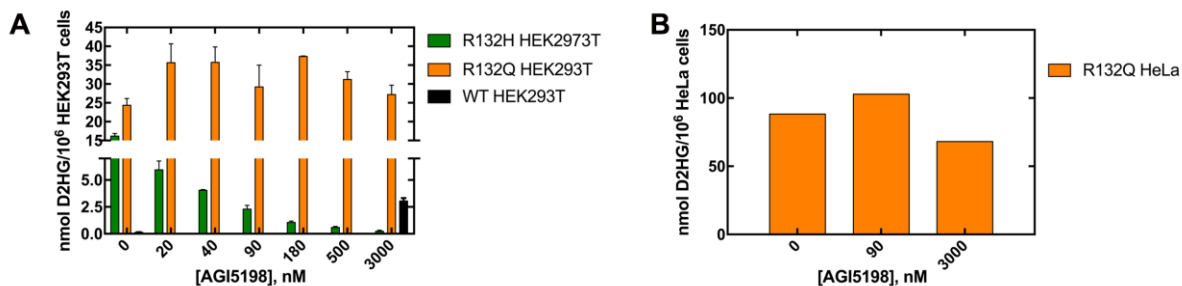 A
nmol D2HG/10⁶ HEK293T cells
45
40
35
30
25
20
15
5.0
2.5
0.0
0
20
40
90
180
500
3000
[AGI5198], nM
R132H HEK2973T
R132Q HEK293T
WT HEK293T
B
nmol D2HG/10⁶ HeLa cells
150
100
50
0
0
90
3000
[AGI5198], nM
R132Q HeLa